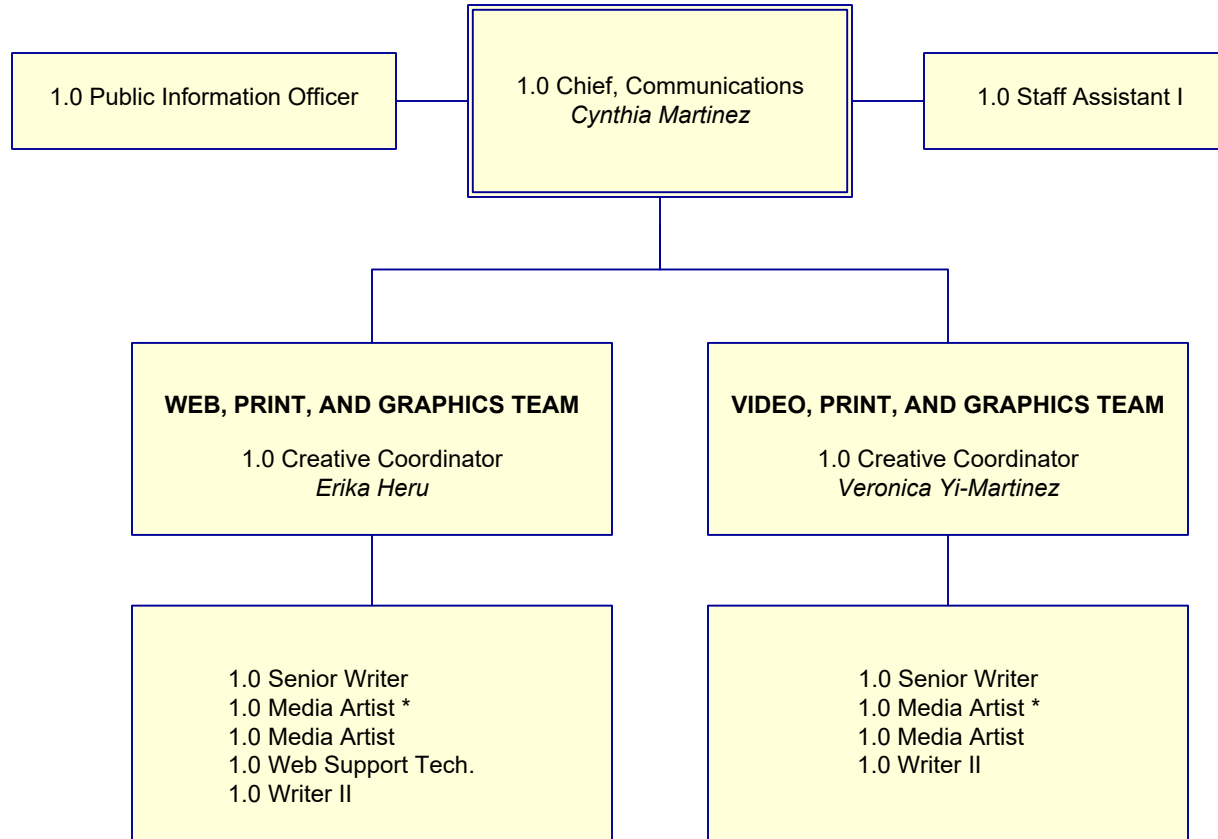 1.0 Public Information Officer
1.0 Chief, Communications
Cynthia Martinez
1.0 Staff Assistant I
WEB, PRINT, AND GRAPHICS TEAM
1.0 Creative Coordinator
Erika Heru
VIDEO, PRINT, AND GRAPHICS TEAM
1.0 Creative Coordinator
Veronica Yi-Martinez
1.0 Senior Writer
1.0 Media Artist *
1.0 Media Artist
1.0 Web Support Tech.
1.0 Writer II
1.0 Senior Writer
1.0 Media Artist *
1.0 Media Artist
1.0 Writer II